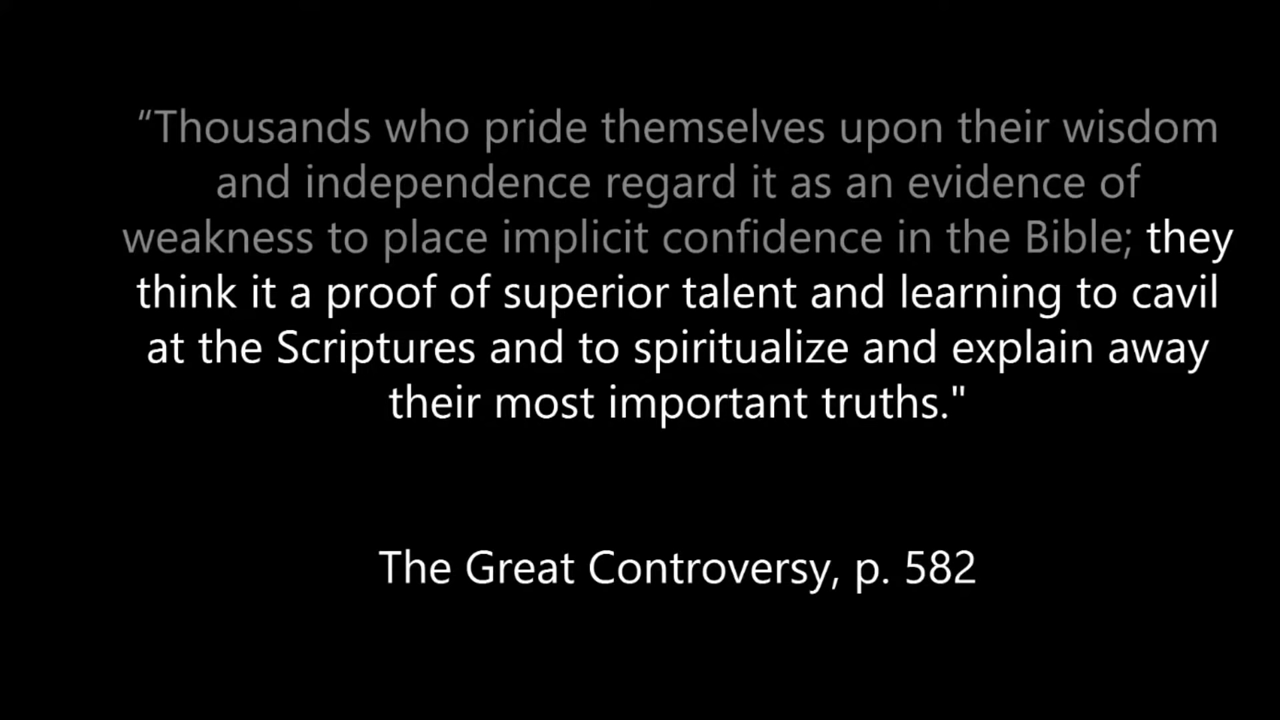 “Thousands who pride themselves upon their wisdom
and independence regard it as an evidence of
weakness to place implicit confidence in the Bible; they
think it a proof of superior talent and learning to cavil
at the Scriptures and to spiritualize and explain away
their most important truths."
The Great Controversy, p. 582